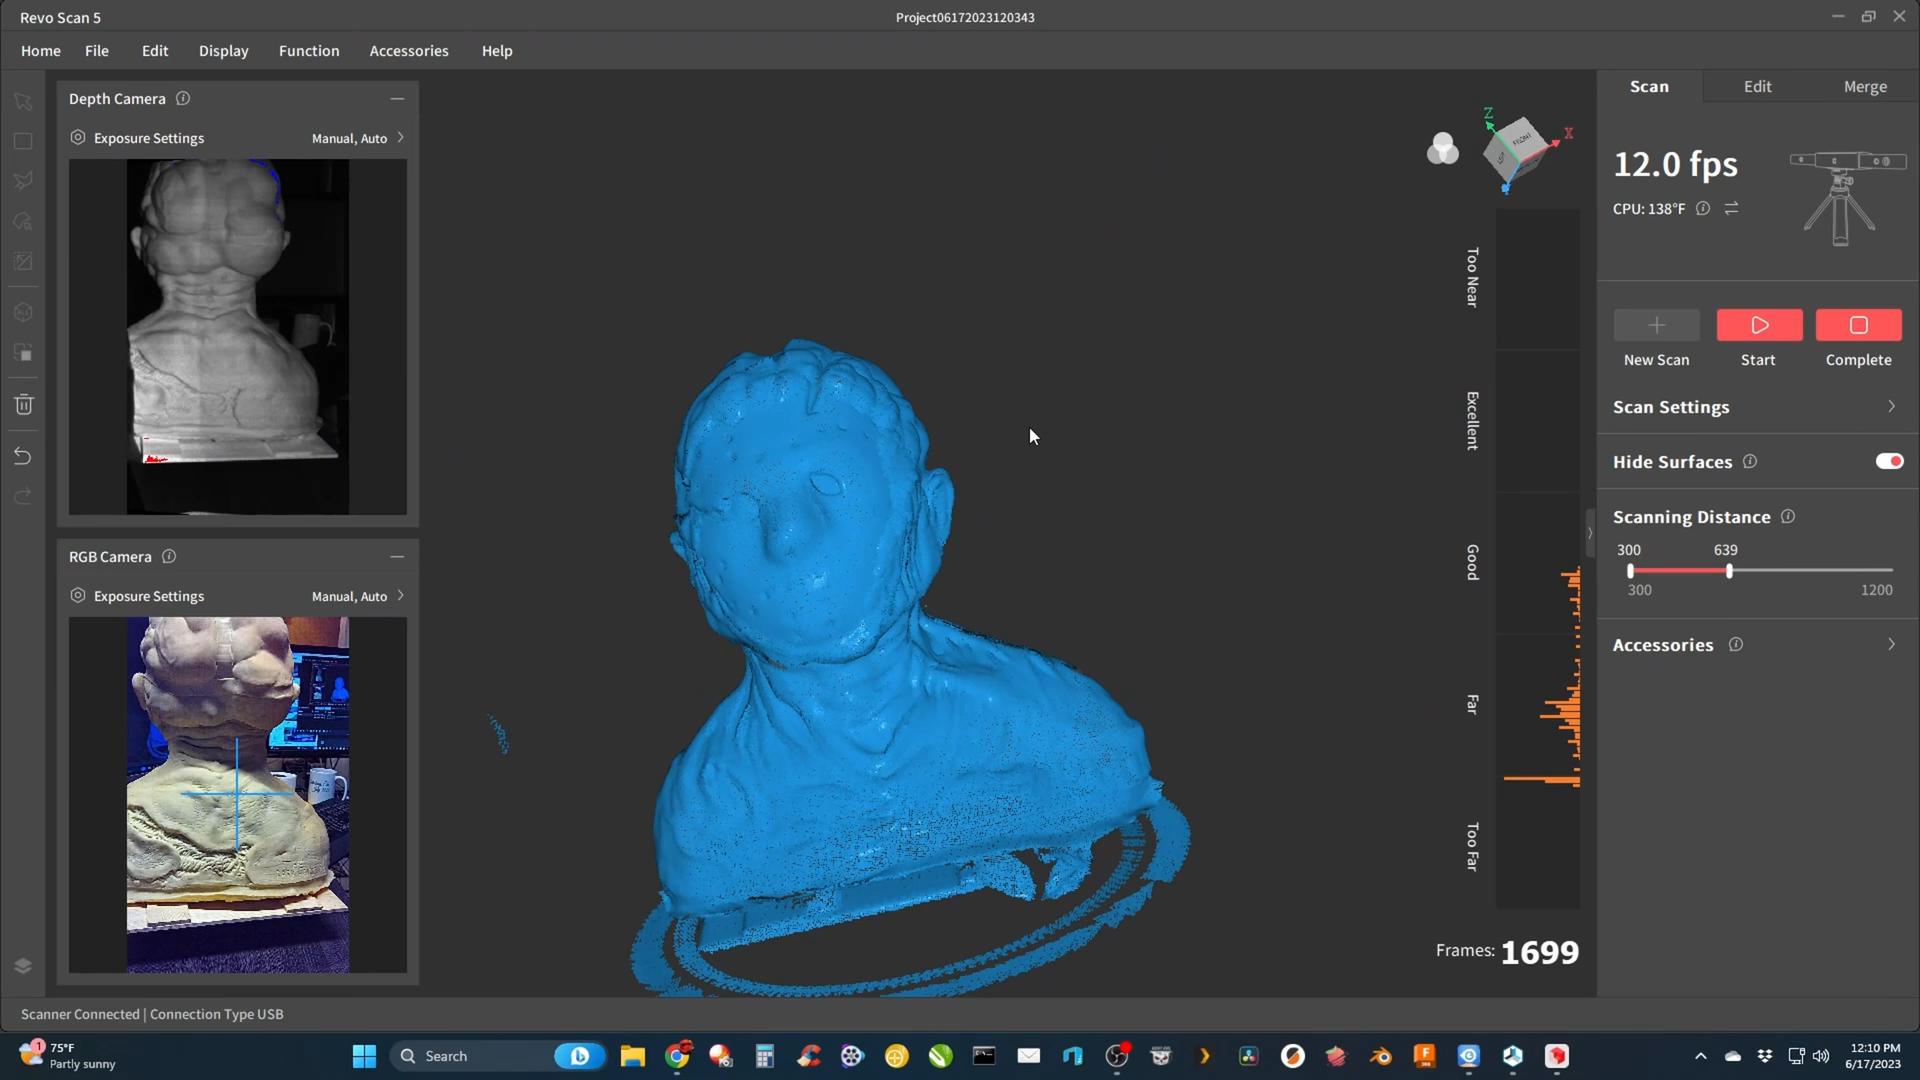 Revo Scan 5
Project06172023120343
Home File Edit Display Function Accessories Help
Depth Camera
Exposure Settings Manual, Auto
RGB Camera
Exposure Settings Manual, Auto
Z
X
FRONT
Too Near
Excellent
Good
Far
Too Far
Frames: 1699
Scan Edit Merge
12.0 fps
CPU: 138°F
New Scan Start Complete
Scan Settings
Hide Surfaces
Scanning Distance
300 639
300 1200
Accessories
Scanner Connected | Connection Type USB
1
75°F
Partly sunny
Search
12:10 PM
6/17/2023